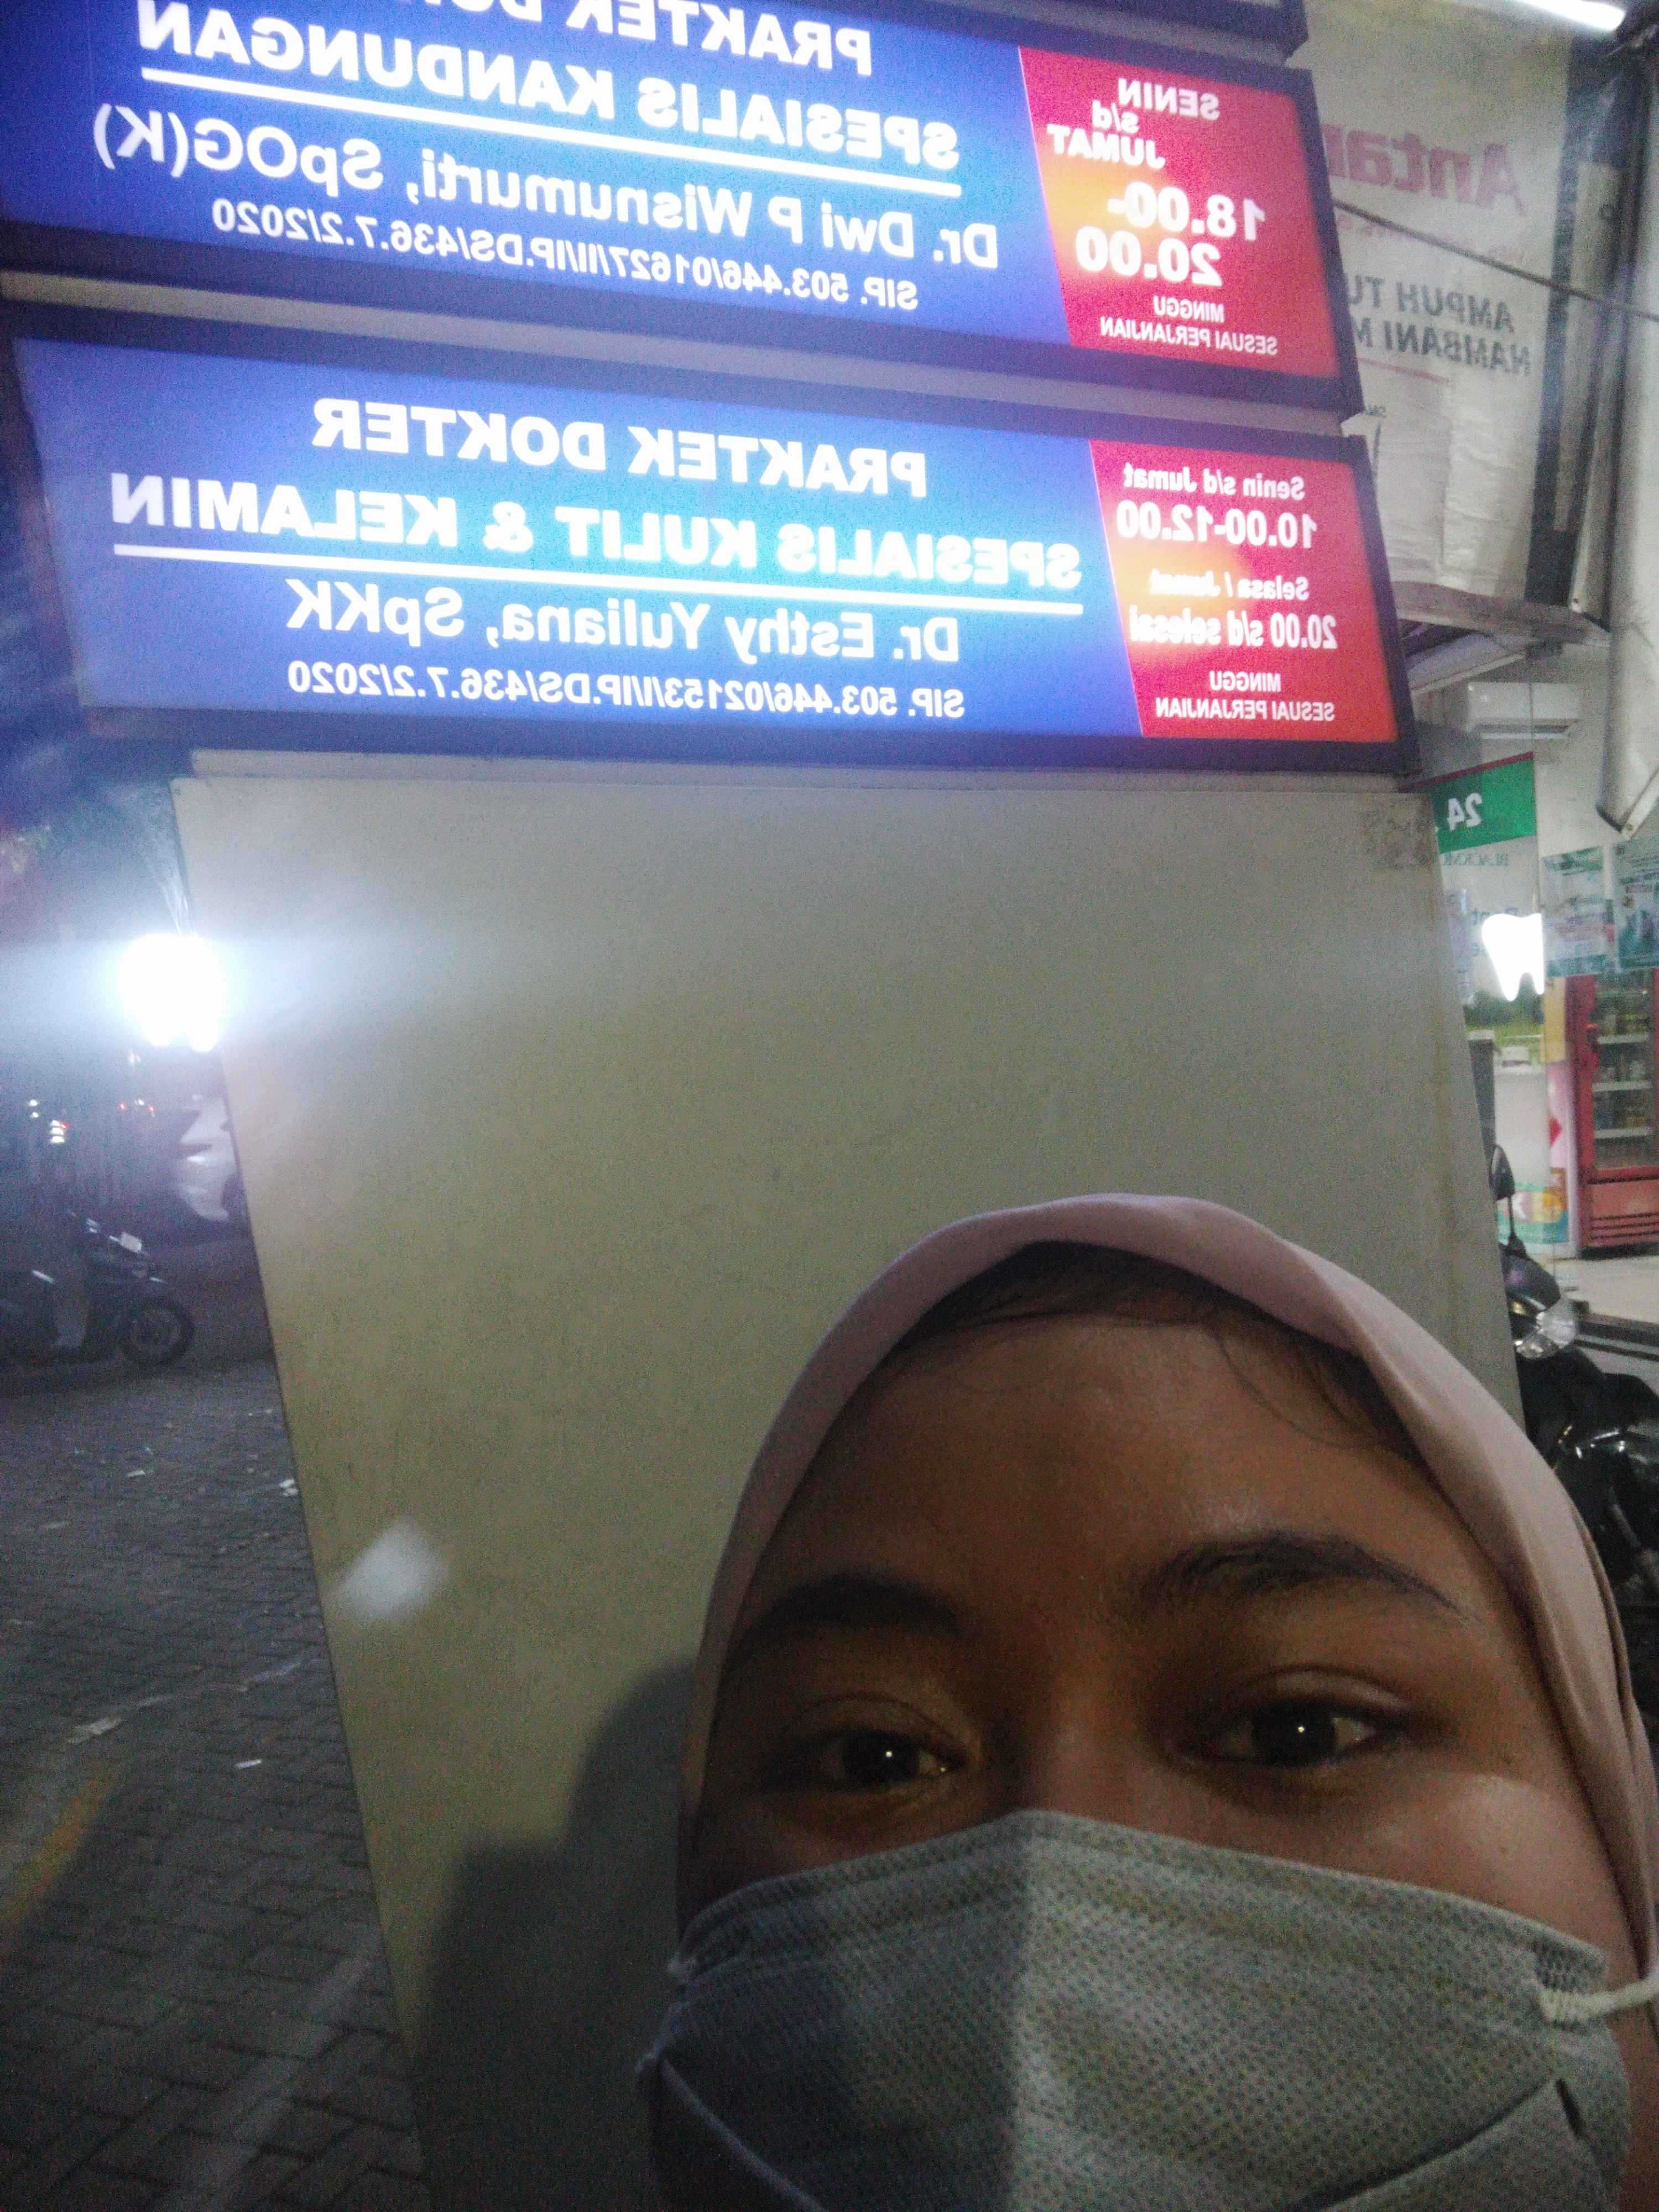 PRAKTEK
SPESIALIS KANDUNGAN
Dr. Dwi P Wisnumurti, SpOG(K)
SIP. 503.446/01627/II/IP.DS/436.7.2/2020
SENIN
s/d
JUMAT
18.00-
20.00
MINGGU
SESUAI PERJANJIAN
PRAKTEK DOKTER
SPESIALIS KULIT & KELAMIN
Dr. Esthy Yuliana, SpKK
SIP. 503.446/02153/I/IP.DS/436.7.2/2020
Senin s/d Jumat
10.00-12.00
Selasa / Jumat
20.00 s/d selesai
MINGGU
SESUAI PERJANJIAN
AMPUH
24